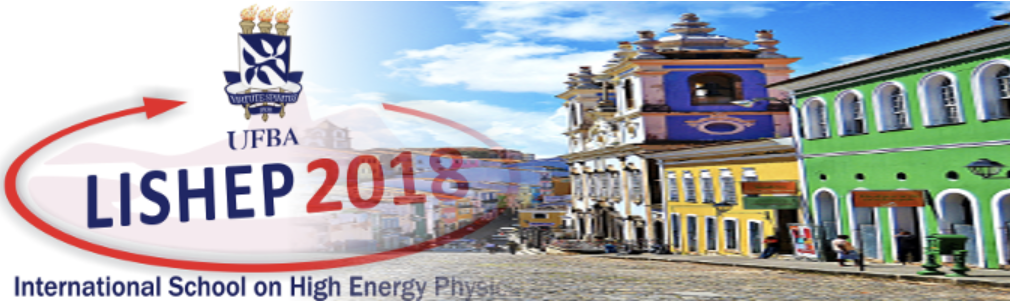 VIRTUTE SPIRITUS
UFBA
LISHEP 2018
International School on High Energy Physics